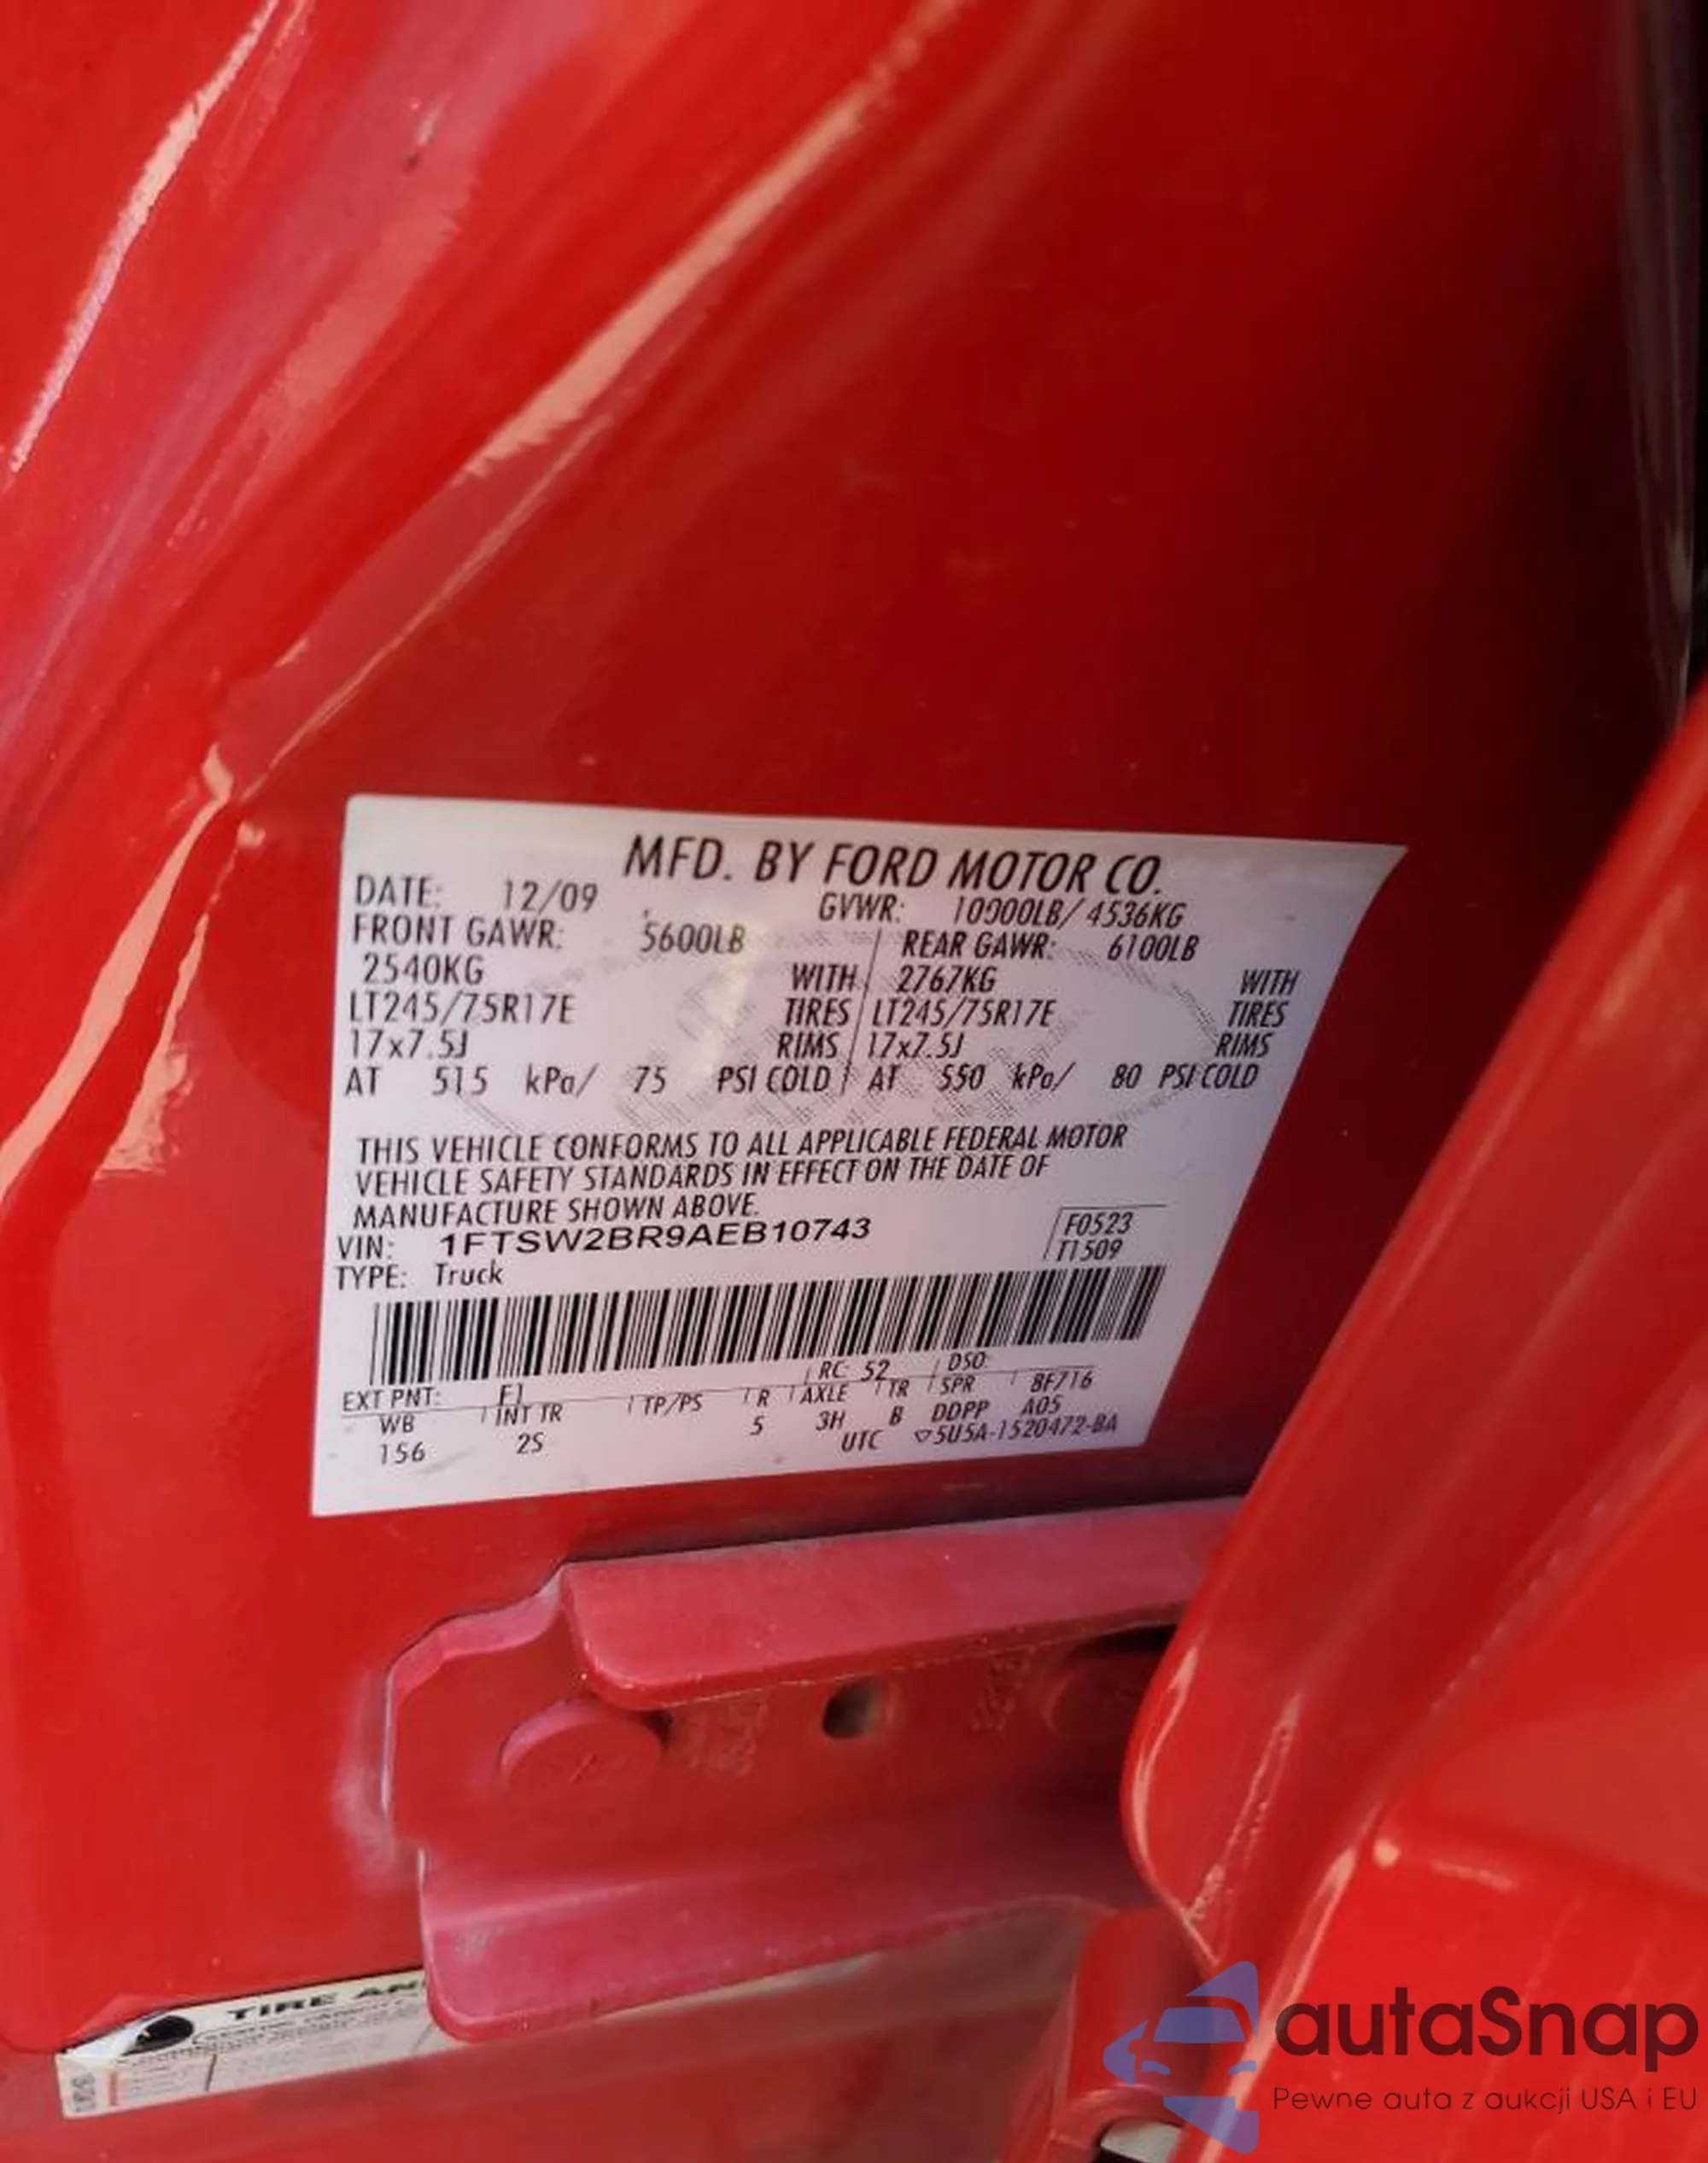 MFD. BY FORD MOTOR CO.
DATE: 12/09 GVWR: 10000LB/ 4536KG
FRONT GAWR: 5600LB REAR GAWR: 6100LB
2540KG WITH 2767KG WITH
LT245/75R17E TIRES LT245/75R17E TIRES
17x7.5J RIMS 17x7.5J RIMS
AT 515 kPa/ 75 PSI COLD AT 550 kPa/ 80 PSI COLD
THIS VEHICLE CONFORMS TO ALL APPLICABLE FEDERAL MOTOR
VEHICLE SAFETY STANDARDS IN EFFECT ON THE DATE OF
MANUFACTURE SHOWN ABOVE.
VIN: 1FTSW2BR9AEB10743 F0523
TYPE: Truck T1509
EXT PNT: F1 RC: 52 DSO:
WB INT TR TP/PS R AXLE TR SPR 8F716
156 2S 5 3H B DDPP A05
UTC 5U5A-1520472-BA
TIRE AN
autaSnap
Pewne auta z aukcji USA i EU